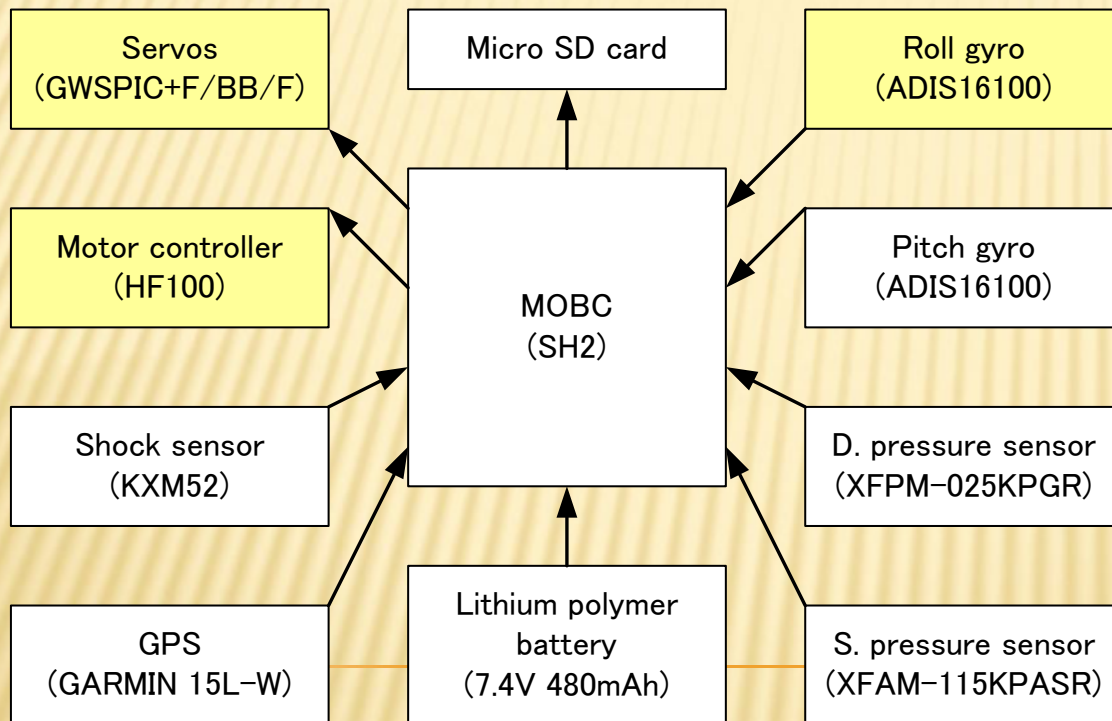 Servos
(GWSPIC+F/BB/F)
Micro SD card
Roll gyro
(ADIS16100)
Motor controller
(HF100)
MOBC
(SH2)
Pitch gyro
(ADIS16100)
Shock sensor
(KXM52)
D. pressure sensor
(XFPM-025KPGR)
GPS
(GARMIN 15L-W)
Lithium polymer
battery
(7.4V 480mAh)
S. pressure sensor
(XFAM-115KPASR)